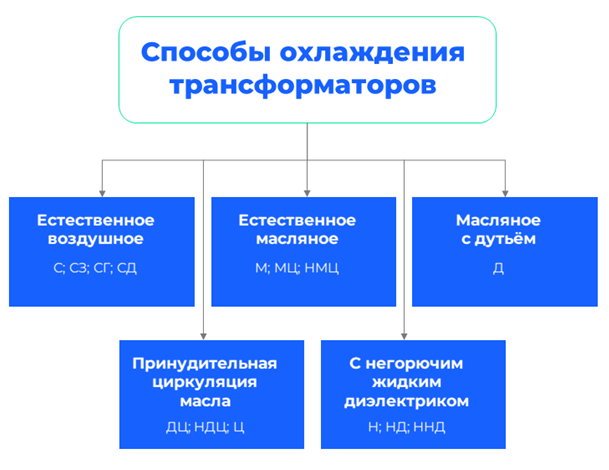 Способы охлаждения
трансформаторов
Естественное
воздушное
С; СЗ; СГ; СД
Естественное
масляное
М; МЦ; НМЦ
Масляное
с дутьём
Д
Принудительная
циркуляция
масла
ДЦ; НДЦ; Ц
С негорючим
жидким
диэлектриком
Н; НД; ННД